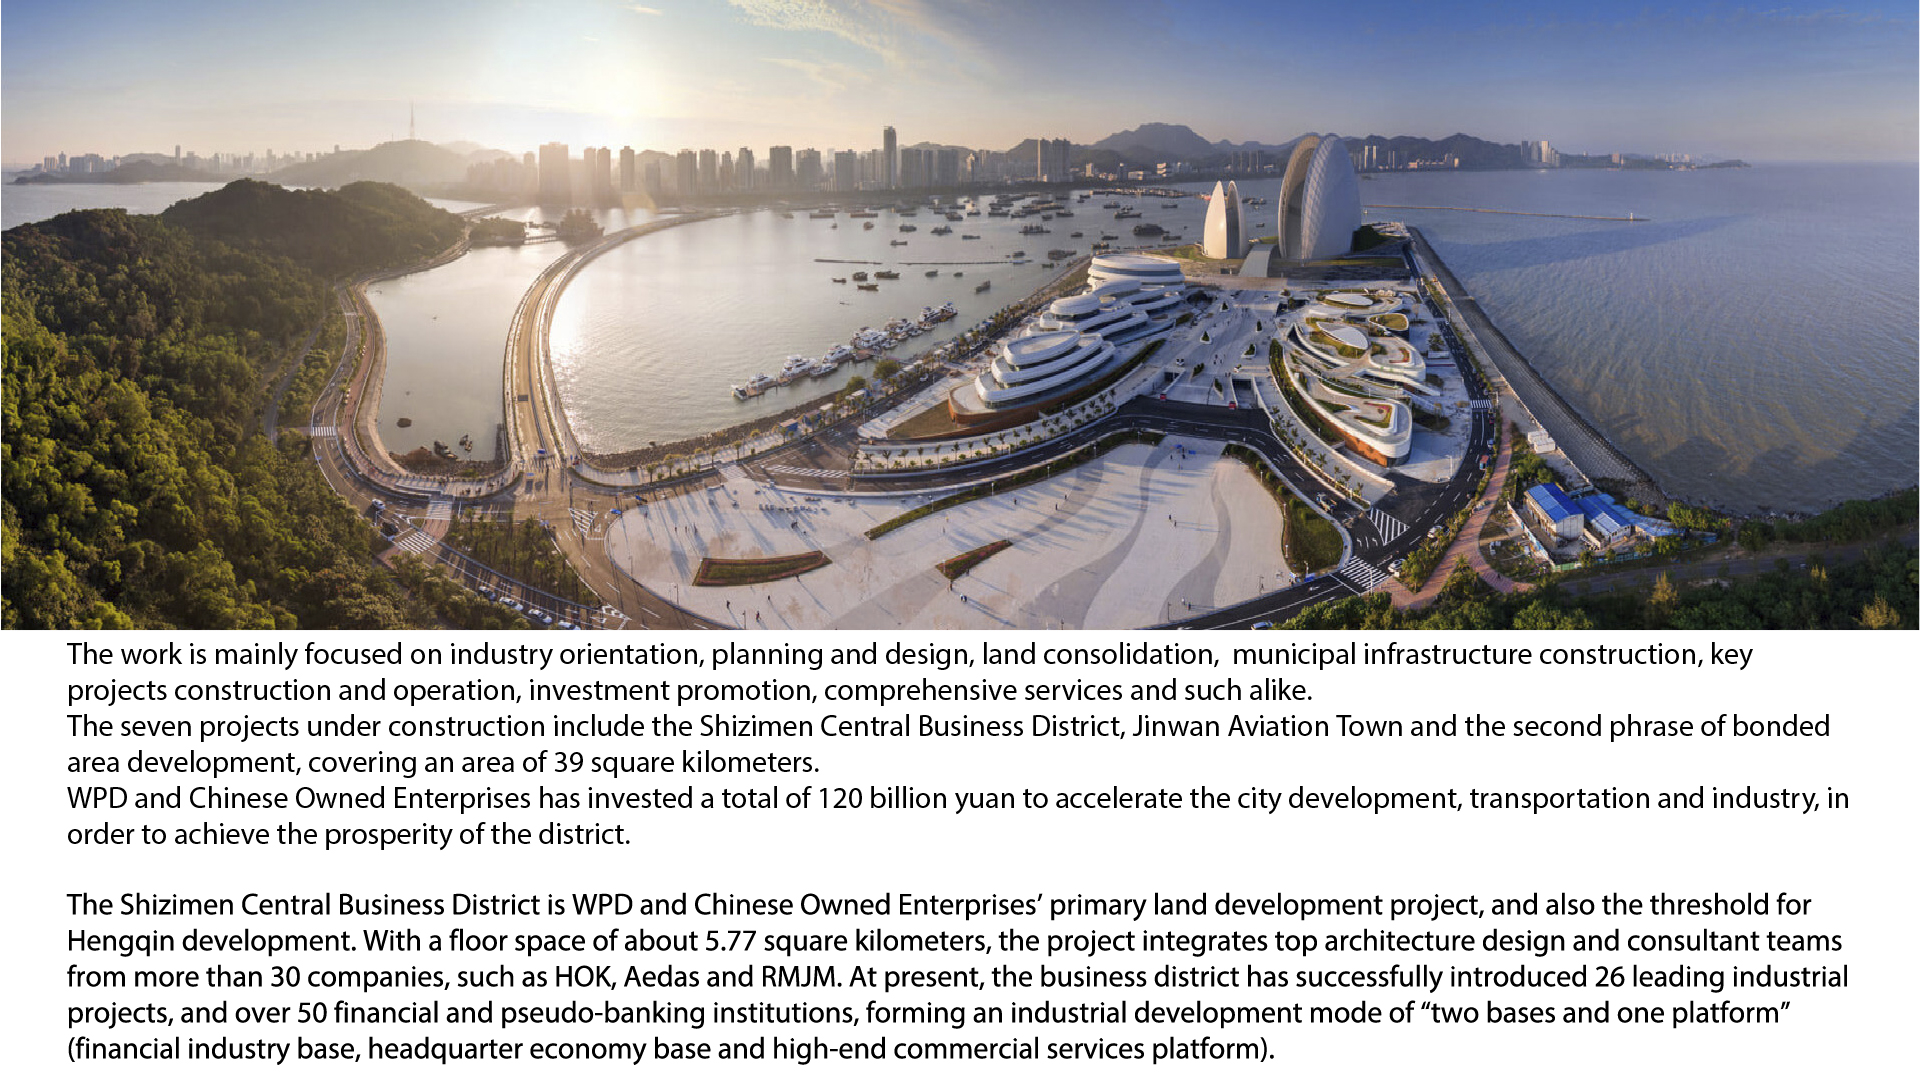 The work is mainly focused on industry orientation, planning and design, land consolidation,  municipal infrastructure construction, key
projects construction and operation, investment promotion, comprehensive services and such alike.
The seven projects under construction include the Shizimen Central Business District, Jinwan Aviation Town and the second phrase of bonded
area development, covering an area of 39 square kilometers.
WPD and Chinese Owned Enterprises has invested a total of 120 billion yuan to accelerate the city development, transportation and industry, in
order to achieve the prosperity of the district.
The Shizimen Central Business District is WPD and Chinese Owned Enterprises’ primary land development project, and also the threshold for
Hengqin development. With a floor space of about 5.77 square kilometers, the project integrates top architecture design and consultant teams
from more than 30 companies, such as HOK, Aedas and RMJM. At present, the business district has successfully introduced 26 leading industrial
projects, and over 50 financial and pseudo-banking institutions, forming an industrial development mode of “two bases and one platform”
(financial industry base, headquarter economy base and high-end commercial services platform).